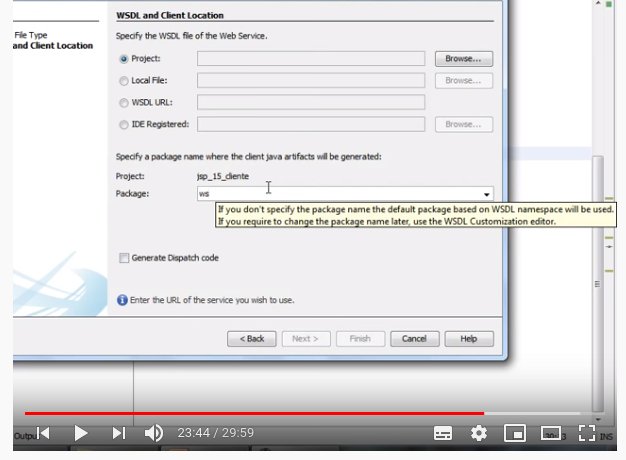 WSDL and Client Location
File Type
and Client Location
Specify the WSDL file of the Web Service.
Project:
Browse...
Local File:
Browse...
WSDL URL:
IDE Registered:
Browse...
Specify a package name where the client java artifacts will be generated:
Project:
jsp_15_cliente
Package:
ws
If you don't specify the package name the default package based on WSDL namespace will be used.
If you require to change the package name later, use the WSDL Customization editor.
Generate Dispatch code
Enter the URL of the service you wish to use.
< Back
Next >
Finish
Cancel
Help
23:44 / 29:59
INS